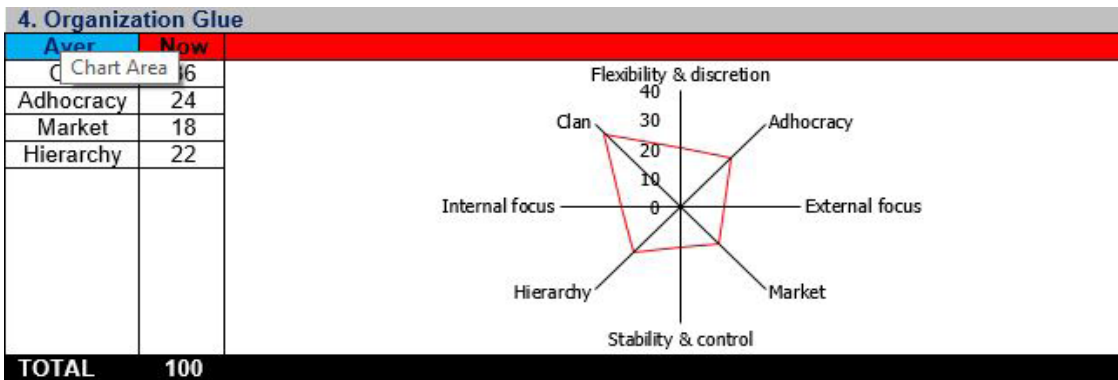 4. Organization Glue
Aver Now
Chart Area
Adhocracy 24
Market 18
Hierarchy 22
Flexibility & discretion
40
Clan 30 Adhocracy
20
10
Internal focus 0 External focus
Hierarchy Market
Stability & control
TOTAL 100